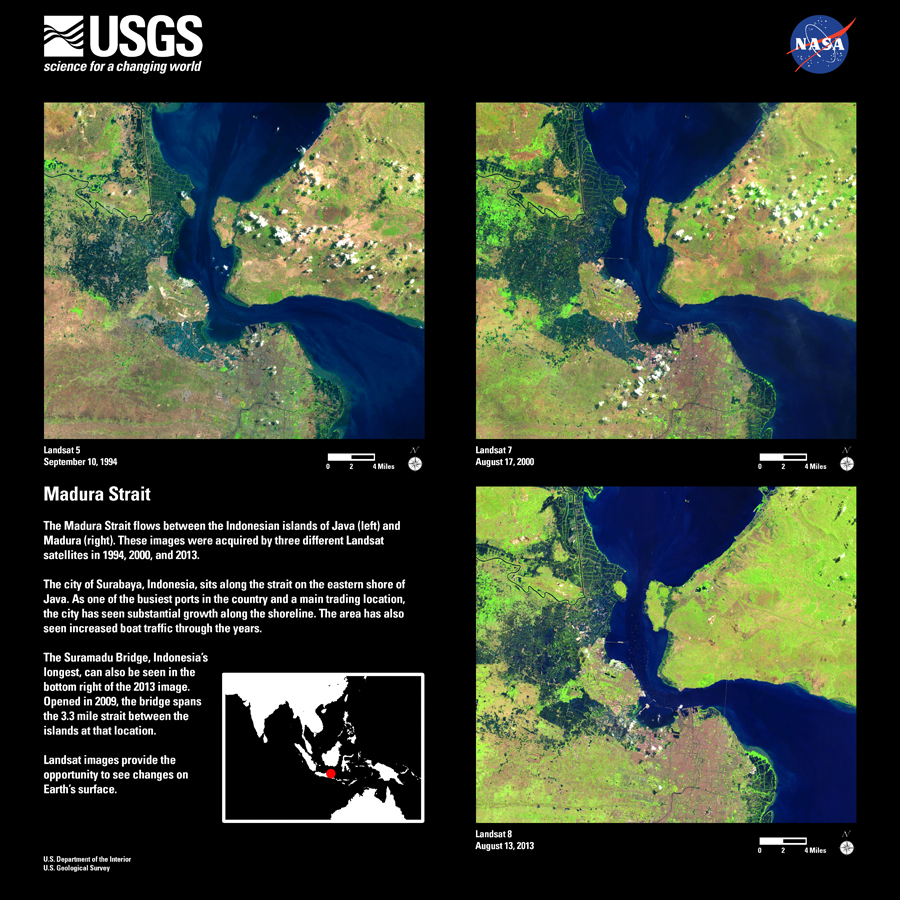 USGS
science for a changing world
NASA
Landsat 5
September 10, 1994
0 2 4 Miles
N
Landsat 7
August 17, 2000
0 2 4 Miles
N
Madura Strait
The Madura Strait flows between the Indonesian islands of Java (left) and
Madura (right). These images were acquired by three different Landsat
satellites in 1994, 2000, and 2013.
The city of Surabaya, Indonesia, sits along the strait on the eastern shore of
Java. As one of the busiest ports in the country and a main trading location,
the city has seen substantial growth along the shoreline. The area has also
seen increased boat traffic through the years.
The Suramadu Bridge, Indonesia's
longest, can also be seen in the
bottom right of the 2013 image.
Opened in 2009, the bridge spans
the 3.3 mile strait between the
islands at that location.
Landsat images provide the
opportunity to see changes on
Earth's surface.
Landsat 8
August 13, 2013
0 2 4 Miles
N
U.S. Department of the Interior
U.S. Geological Survey